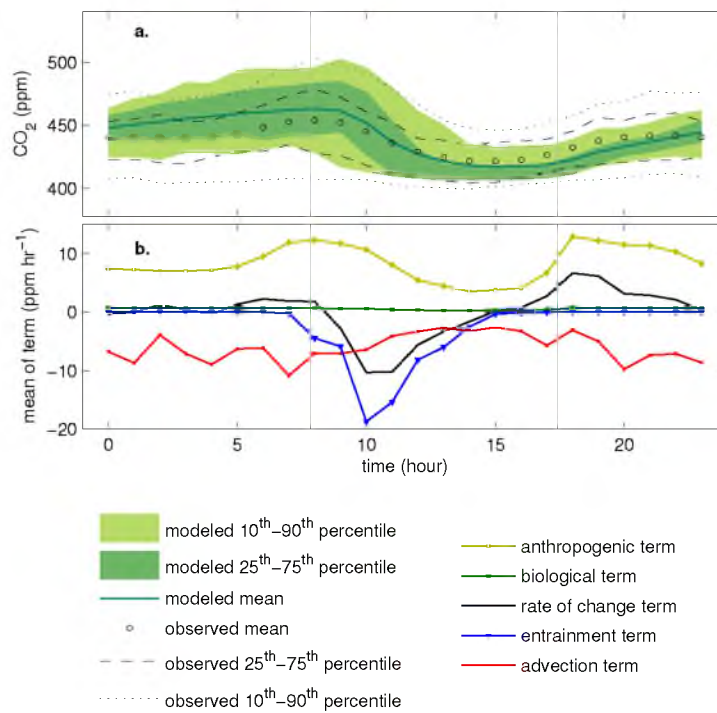 a.
500
450
400
CO2 (ppm)
b.
10
0
−10
−20
mean of term (ppm hr−1)
0 5 10 15 20
time (hour)
modeled 10th−90th percentile
modeled 25th−75th percentile
modeled mean
observed mean
observed 25th−75th percentile
observed 10th−90th percentile
anthropogenic term
biological term
rate of change term
entrainment term
advection term